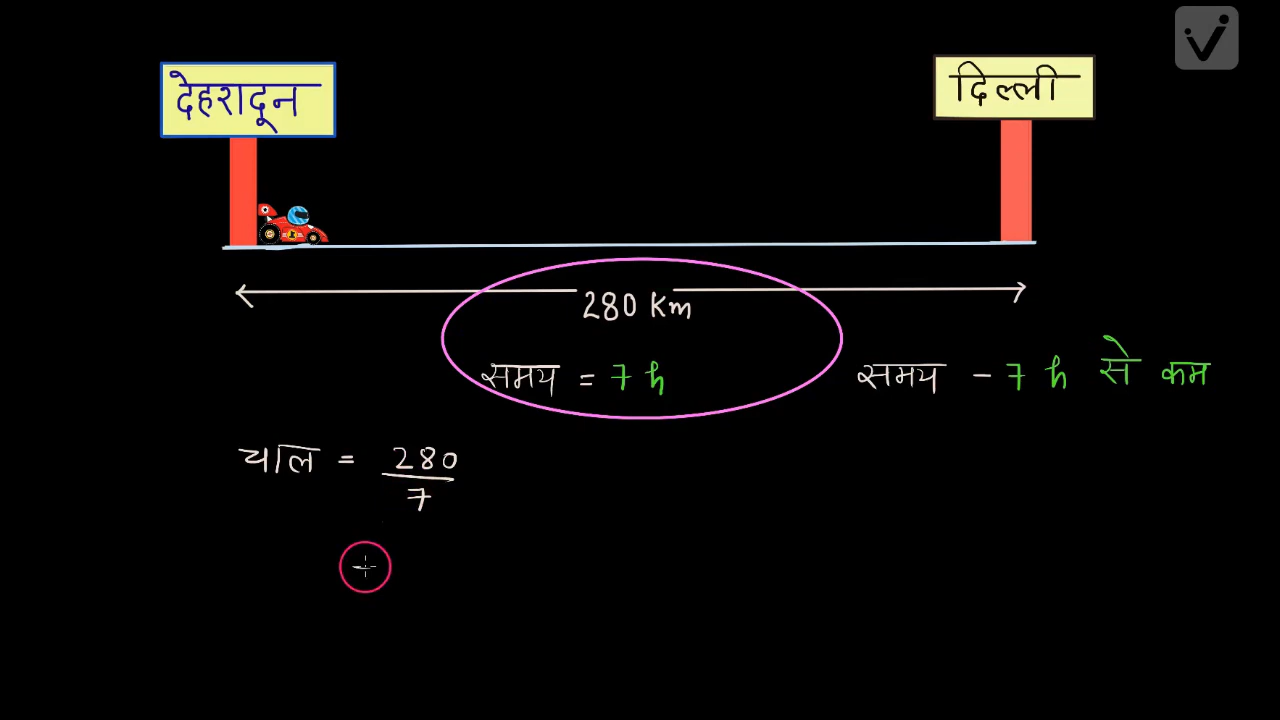 देहरादून
दिल्ली
280 Km
समय = 7 h
समय - 7 h से कम
चाल = 280
7